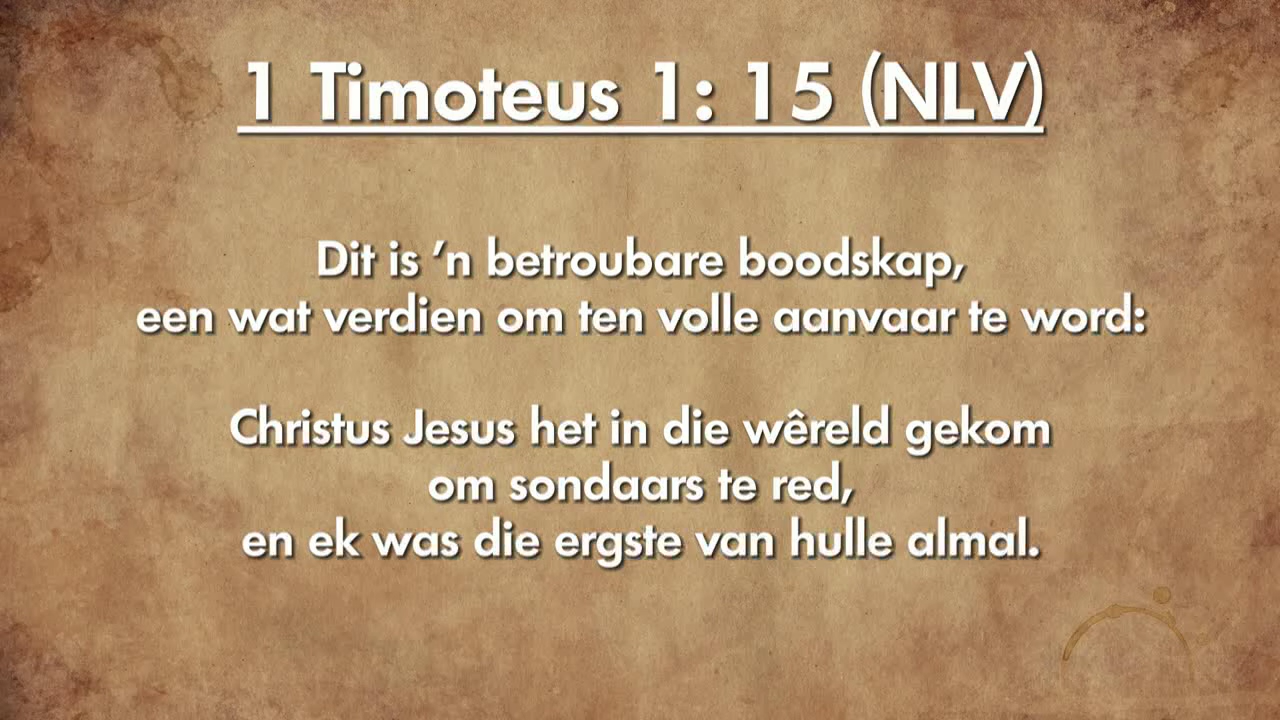 1 Timoteus 1: 15 (NLV)
Dit is ’n betroubare boodskap,
een wat verdien om ten volle aanvaar te word:
Christus Jesus het in die wêreld gekom
om sondaars te red,
en ek was die ergste van hulle almal.